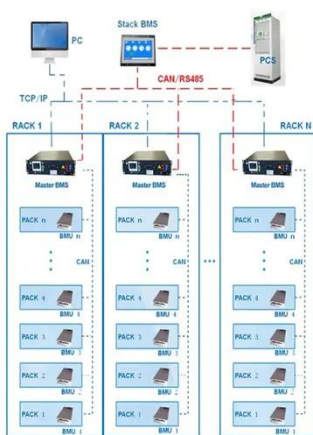 Stack BMS
PC
PCS
CAN/RS485
TCP/IP
RACK 1
RACK 2
RACK N
Master BMS
Master BMS
Master BMS
PACK n
BMU n
PACK n
BMU n
PACK n
BMU n
CAN
CAN
CAN
PACK 4
BMU 4
PACK 4
BMU 4
PACK 4
BMU 4
PACK 3
BMU 3
PACK 3
BMU 3
PACK 3
BMU 3
PACK 2
BMU 2
PACK 2
BMU 2
PACK 2
BMU 2
PACK 1
BMU 1
PACK 1
BMU 1
PACK 1
BMU 1